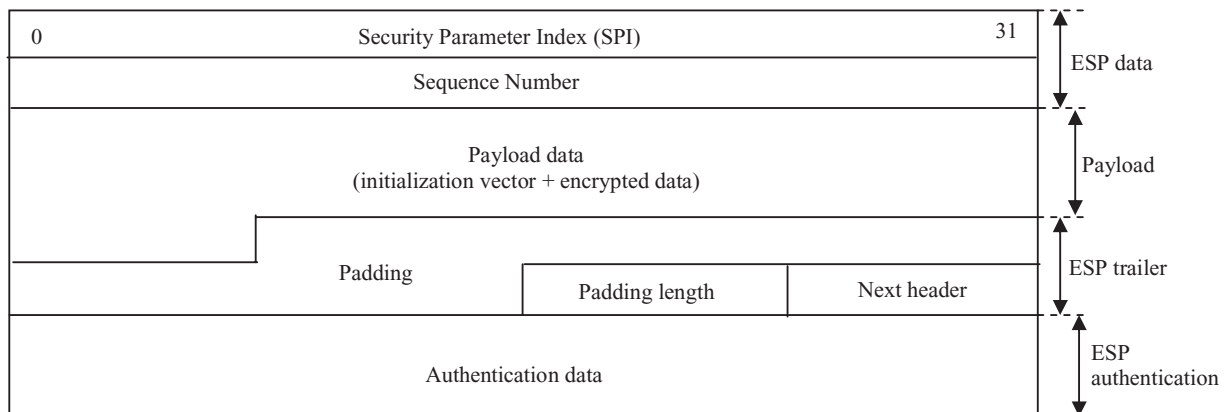 0 Security Parameter Index (SPI) 31
ESP data
Sequence Number
Payload data
(initialization vector + encrypted data)
Payload
Padding
ESP trailer
Padding length
Next header
Authentication data
ESP
authentication